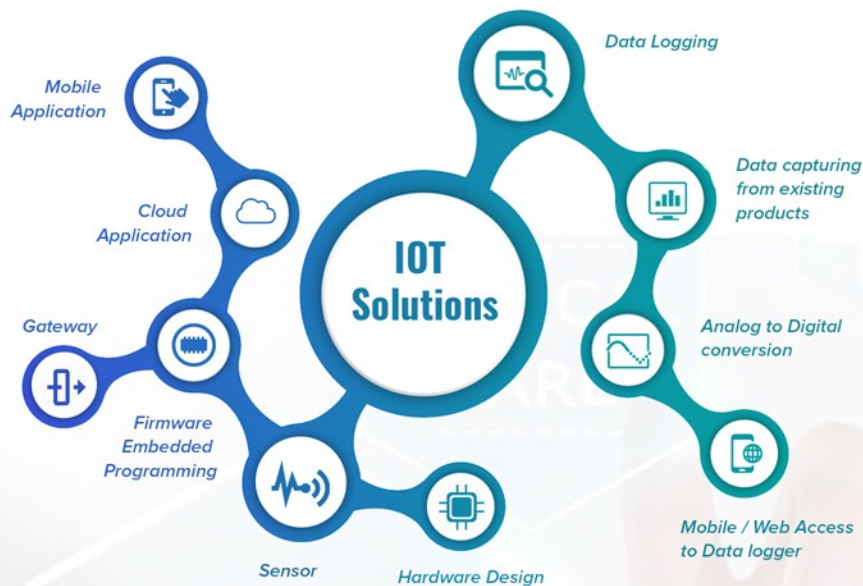 Data Logging
Mobile
Application
Data capturing
from existing
products
Cloud
Application
IOT
Solutions
Gateway
Analog to Digital
conversion
Firmware
Embedded
Programming
Mobile / Web Access
to Data logger
Sensor
Hardware Design